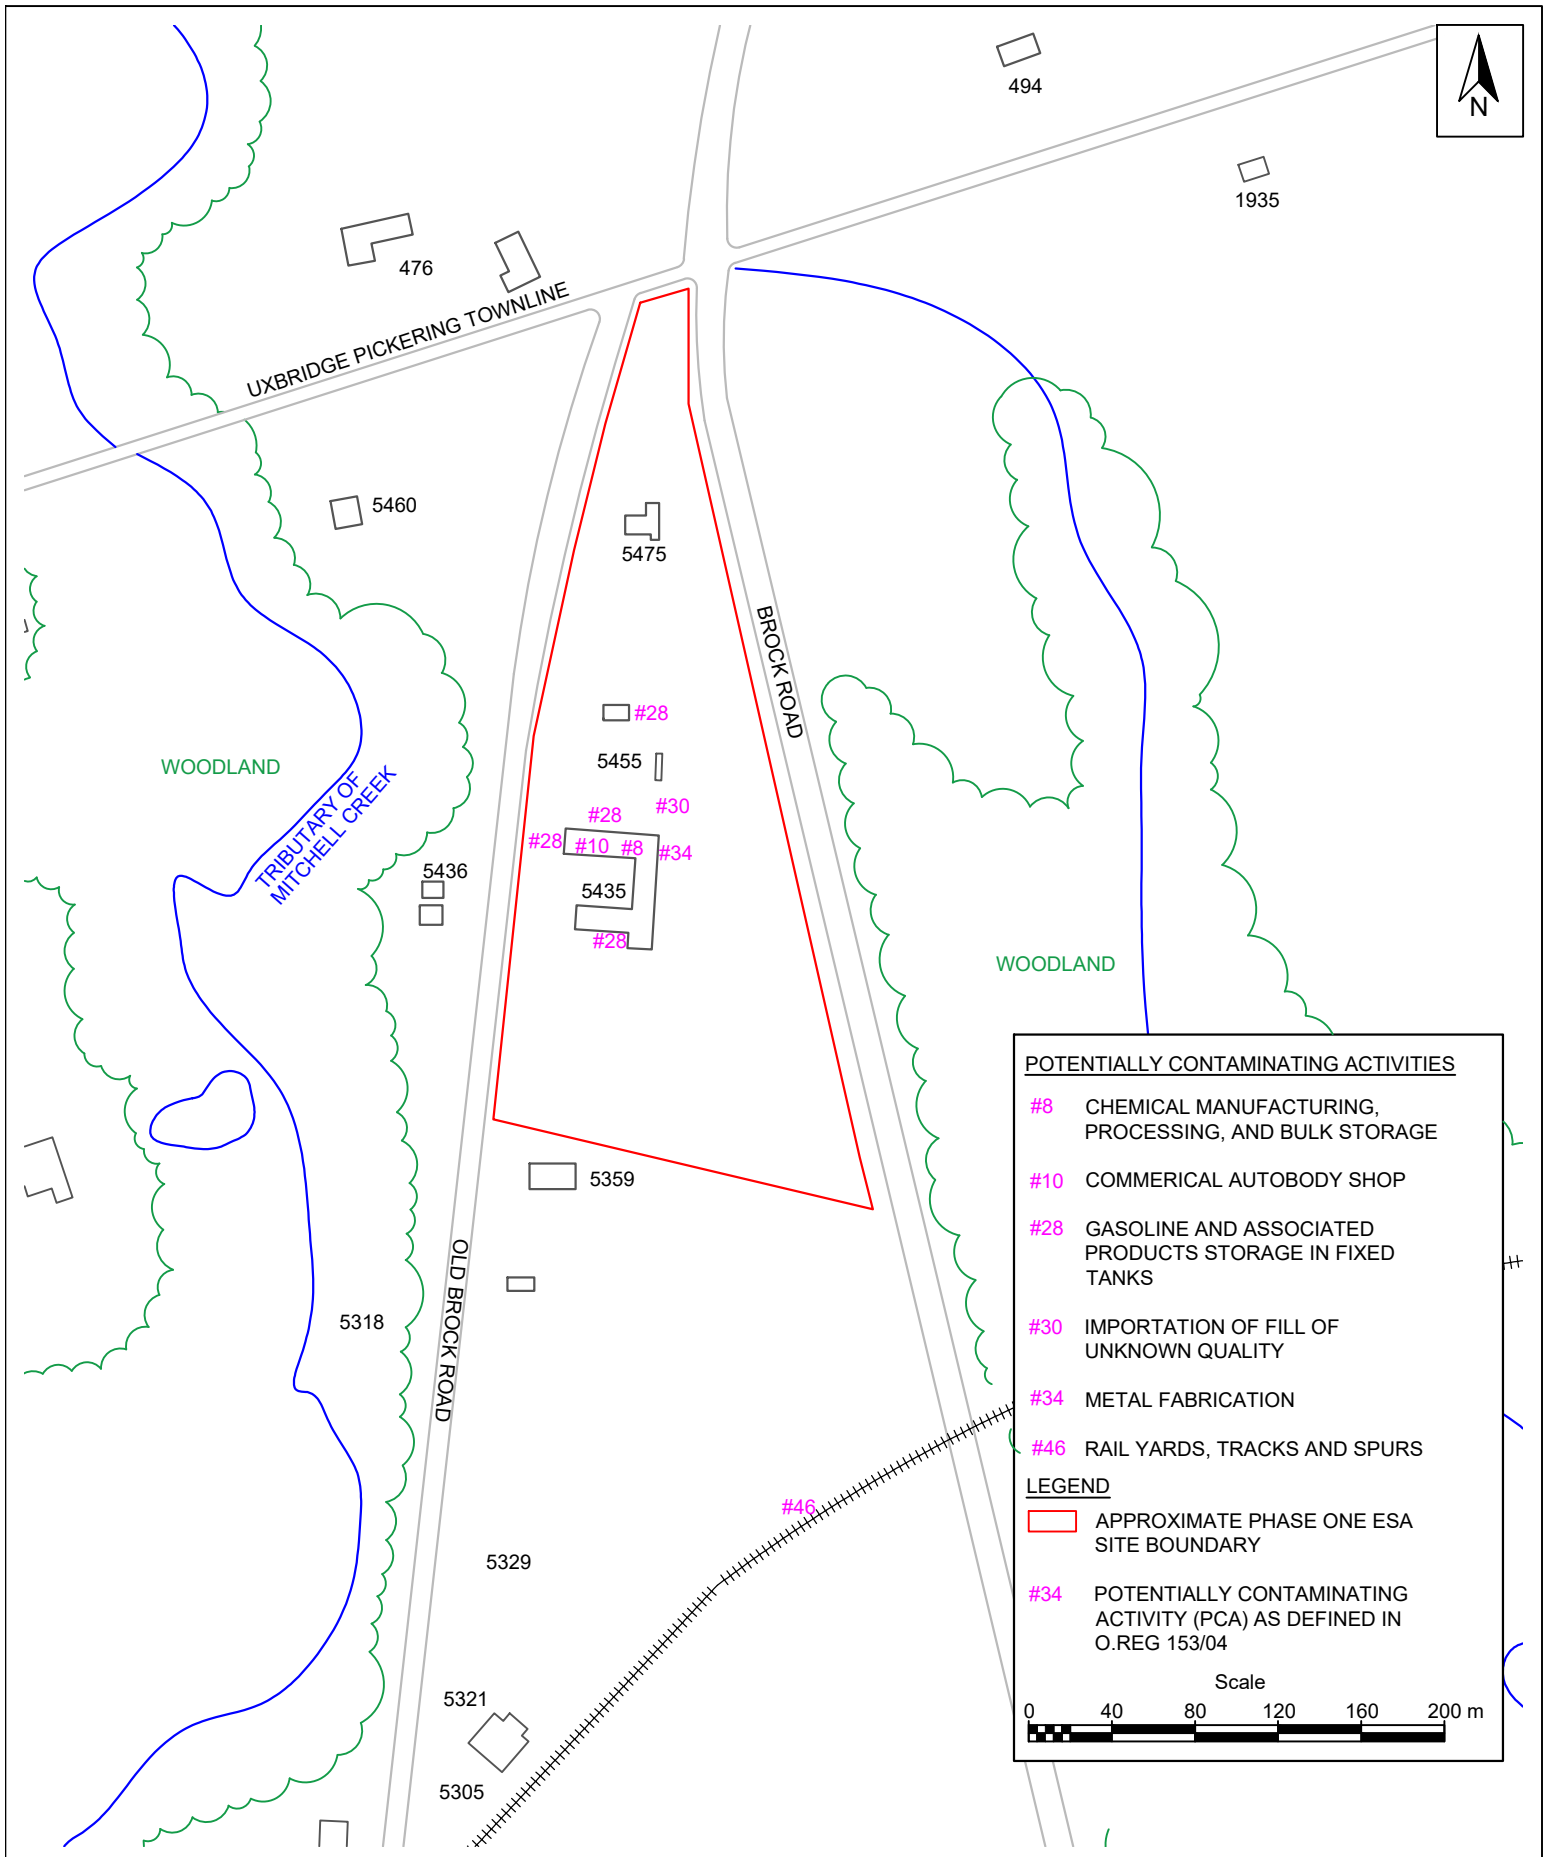 494
N
1935
476
UXBRIDGE PICKERING TOWNLINE
5460
5475
BROCK ROAD
#28
5455
WOODLAND
TRIBUTARY OF
MITCHELL CREEK
#30
#28
#28
#10
#8
#34
5436
5435
#28
WOODLAND
5359
OLD BROCK ROAD
5318
#46
5329
5321
5305
POTENTIALLY CONTAMINATING ACTIVITIES
#8 CHEMICAL MANUFACTURING,
PROCESSING, AND BULK STORAGE
#10 COMMERICAL AUTOBODY SHOP
#28 GASOLINE AND ASSOCIATED
PRODUCTS STORAGE IN FIXED
TANKS
#30 IMPORTATION OF FILL OF
UNKNOWN QUALITY
#34 METAL FABRICATION
#46 RAIL YARDS, TRACKS AND SPURS
LEGEND
APPROXIMATE PHASE ONE ESA
SITE BOUNDARY
#34 POTENTIALLY CONTAMINATING
ACTIVITY (PCA) AS DEFINED IN
O.REG 153/04
Scale
0 40 80 120 160 200 m